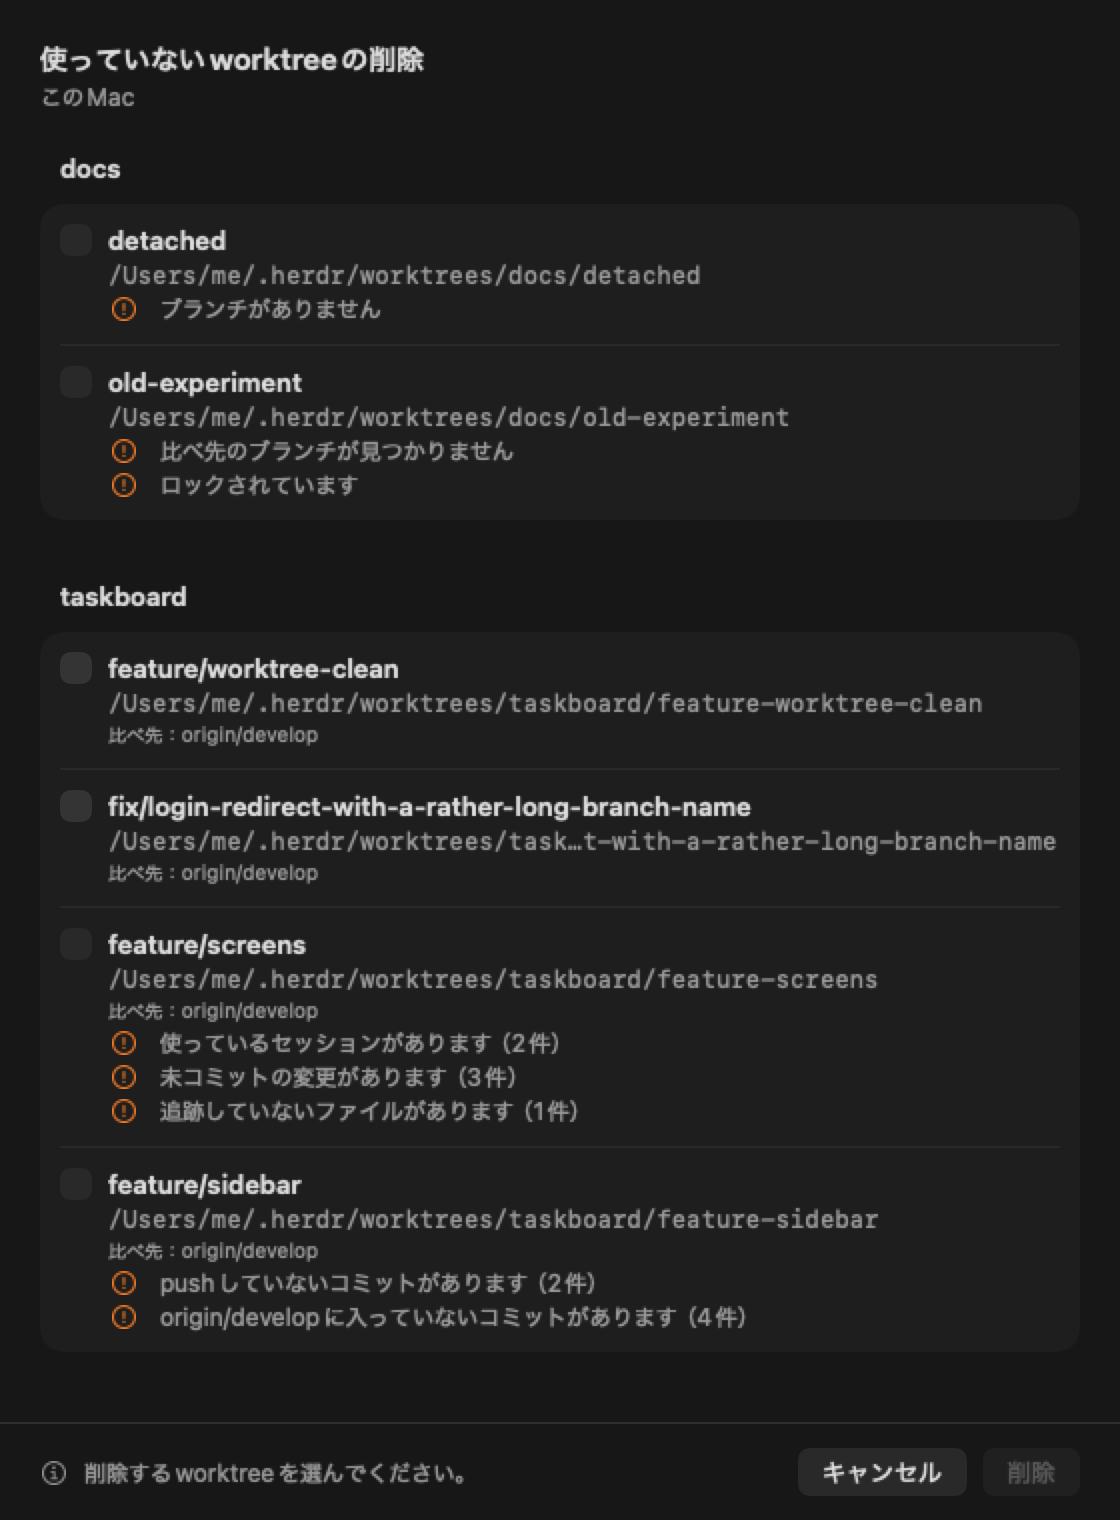 使っていないworktreeの削除
このMac
docs
detached
/Users/me/.herdr/worktrees/docs/detached
ブランチがありません
old-experiment
/Users/me/.herdr/worktrees/docs/old-experiment
比べ先のブランチが見つかりません
ロックされています
taskboard
feature/worktree-clean
/Users/me/.herdr/worktrees/taskboard/feature-worktree-clean
比べ先：origin/develop
fix/login-redirect-with-a-rather-long-branch-name
/Users/me/.herdr/worktrees/task…t-with-a-rather-long-branch-name
比べ先：origin/develop
feature/screens
/Users/me/.herdr/worktrees/taskboard/feature-screens
比べ先：origin/develop
使っているセッションがあります（2件）
未コミットの変更があります（3件）
追跡していないファイルがあります（1件）
feature/sidebar
/Users/me/.herdr/worktrees/taskboard/feature-sidebar
比べ先：origin/develop
pushしていないコミットがあります（2件）
origin/developに入っていないコミットがあります（4件）
削除するworktreeを選んでください。
キャンセル
削除